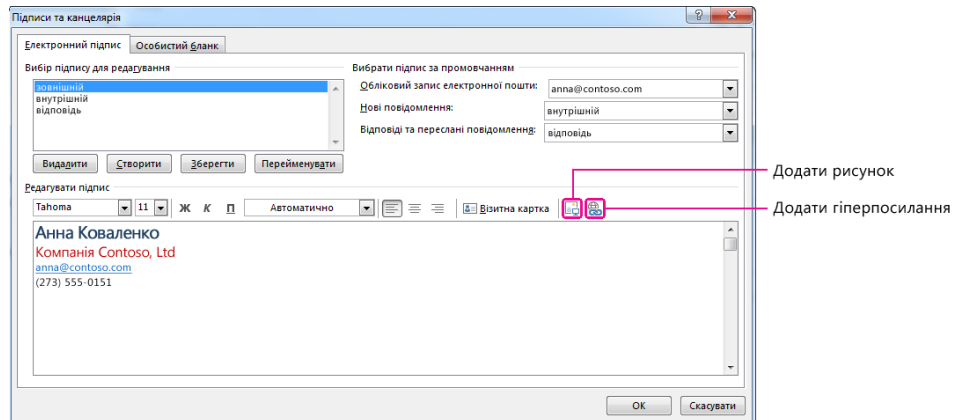 Підписи та канцелярія
Електронний підпис Особистий бланк
Вибір підпису для редагування Вибрати підпис за промовчанням
зовнішній
внутрішній
відповідь
Обліковий запис електронної пошти: anna@contoso.com
Нові повідомлення: внутрішній
Відповіді та переслані повідомлення: відповідь
Видалити Створити Зберегти Перейменувати
Редагувати підпис
Tahoma 11 Ж К П Автоматично Візитна картка
Додати рисунок
Додати гіперпосилання
Анна Коваленко
Компанія Contoso, Ltd
anna@contoso.com
(273) 555-0151
ОК Скасувати